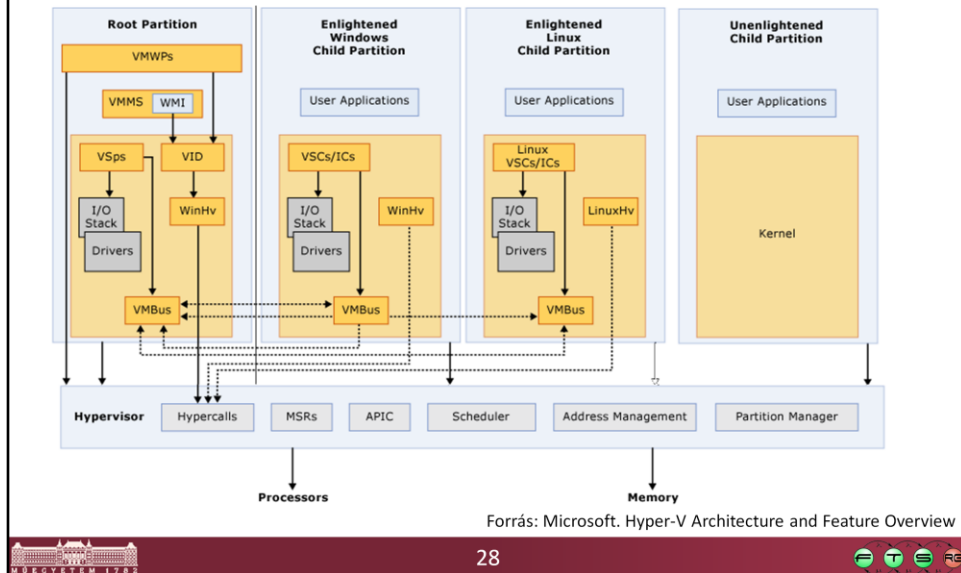 Root Partition
VMWPs
VMMS
WMI
VSps
VID
I/O
Stack
Drivers
WinHv
VMBus
Enlightened
Windows
Child Partition
User Applications
VSCs/ICs
I/O
Stack
Drivers
WinHv
VMBus
Enlightened
Linux
Child Partition
User Applications
Linux
VSCs/ICs
I/O
Stack
Drivers
LinuxHv
VMBus
Unenlightened
Child Partition
User Applications
Kernel
Hypervisor
Hypercalls
MSRs
APIC
Scheduler
Address Management
Partition Manager
Processors
Memory
Forrás: Microsoft. Hyper-V Architecture and Feature Overview
MŰEGYETEM 1782
28
F T S RG